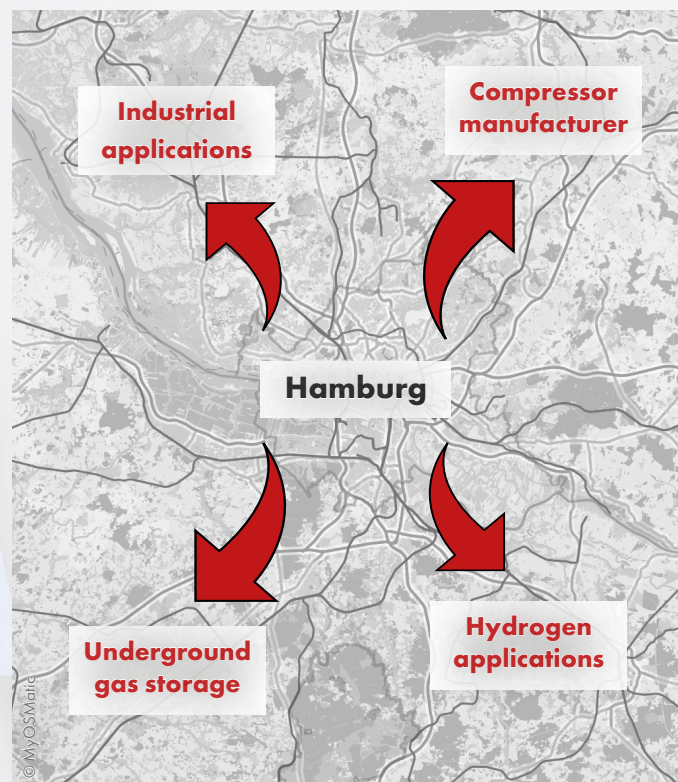 Industrial
applications
Compressor
manufacturer
Hamburg
Underground
gas storage
Hydrogen
applications
© MyOSMatic